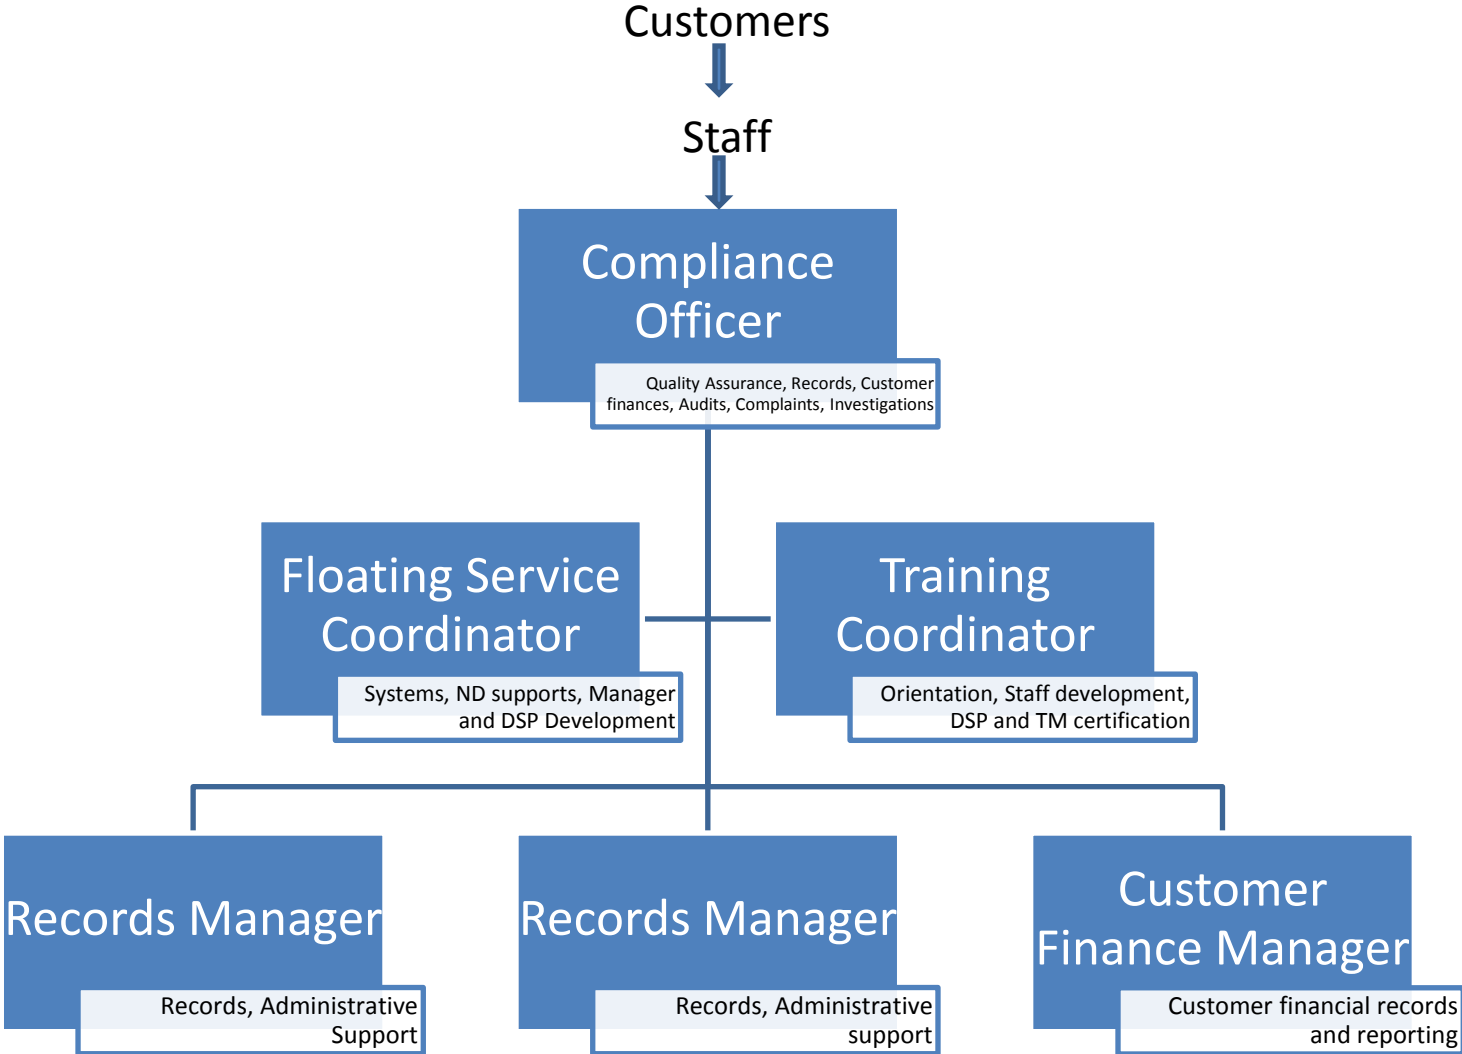 Customers
Staff
Compliance
Officer
Quality Assurance, Records, Customer
finances, Audits, Complaints, Investigations
Floating Service
Coordinator
Systems, ND supports, Manager
and DSP Development
Training
Coordinator
Orientation, Staff development,
DSP and TM certification
Records Manager
Records, Administrative
Support
Records Manager
Records, Administrative
support
Customer
Finance Manager
Customer financial records
and reporting